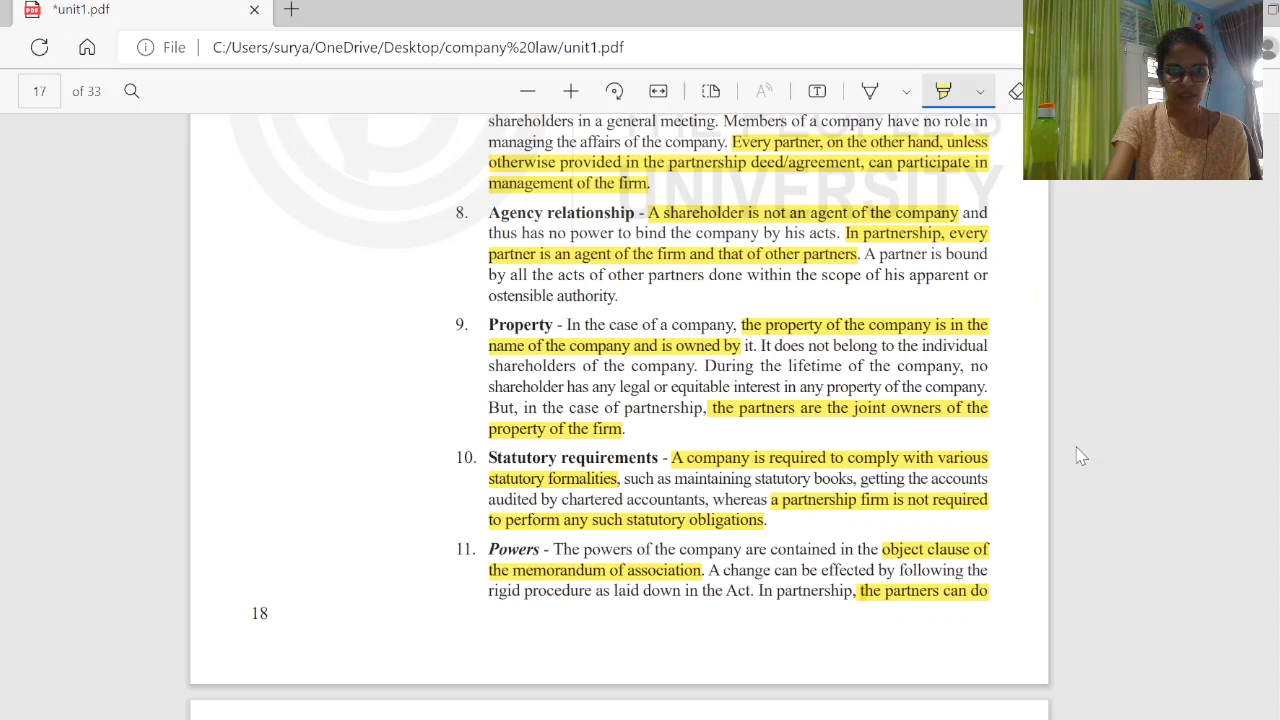 *unit1.pdf
File C:/Users/surya/OneDrive/Desktop/company%20law/unit1.pdf
17 of 33
shareholders in a general meeting. Members of a company have no role in
managing the affairs of the company. Every partner, on the other hand, unless
otherwise provided in the partnership deed/agreement, can participate in
management of the firm.
UNIVERSITY
8. Agency relationship - A shareholder is not an agent of the company and
thus has no power to bind the company by his acts. In partnership, every
partner is an agent of the firm and that of other partners. A partner is bound
by all the acts of other partners done within the scope of his apparent or
ostensible authority.
9. Property - In the case of a company, the property of the company is in the
name of the company and is owned by it. It does not belong to the individual
shareholders of the company. During the lifetime of the company, no
shareholder has any legal or equitable interest in any property of the company.
But, in the case of partnership, the partners are the joint owners of the
property of the firm.
10. Statutory requirements - A company is required to comply with various
statutory formalities, such as maintaining statutory books, getting the accounts
audited by chartered accountants, whereas a partnership firm is not required
to perform any such statutory obligations.
11. Powers - The powers of the company are contained in the object clause of
the memorandum of association. A change can be effected by following the
rigid procedure as laid down in the Act. In partnership, the partners can do
18